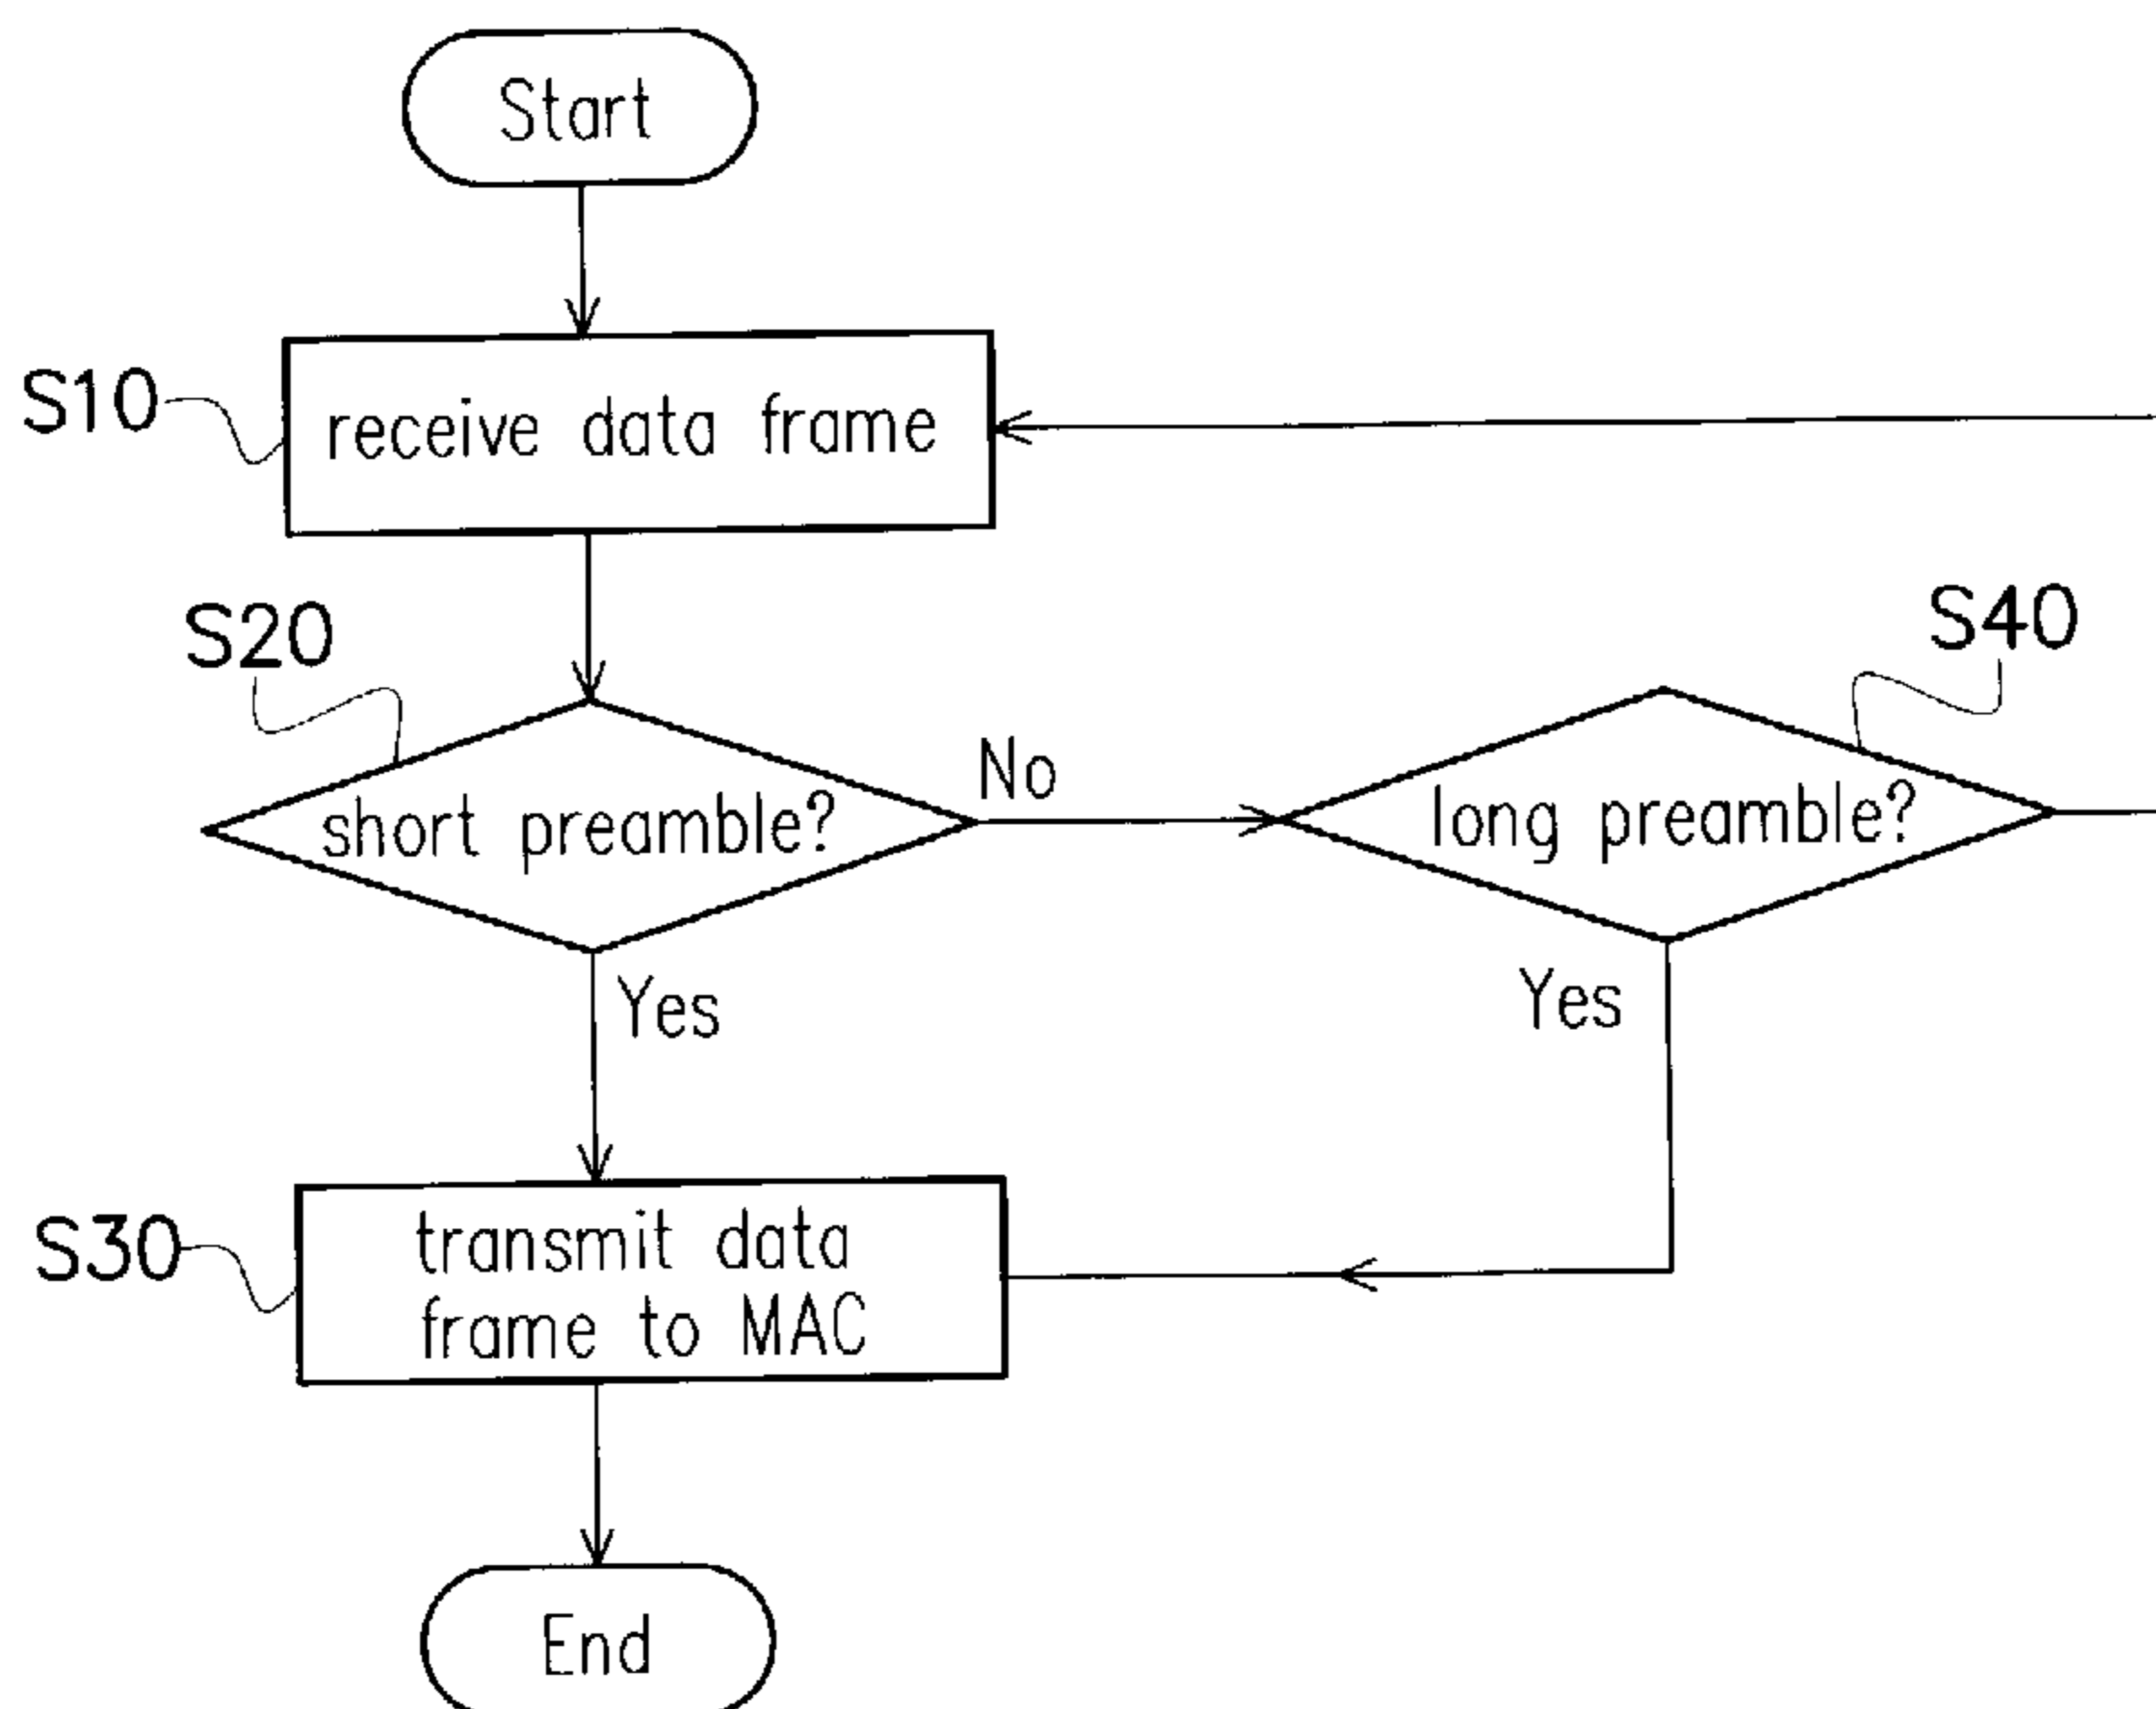 Start
S10
receive data frame
S20
S40
No
short preamble?
long preamble?
Yes
Yes
S30
transmit data
frame to MAC
End